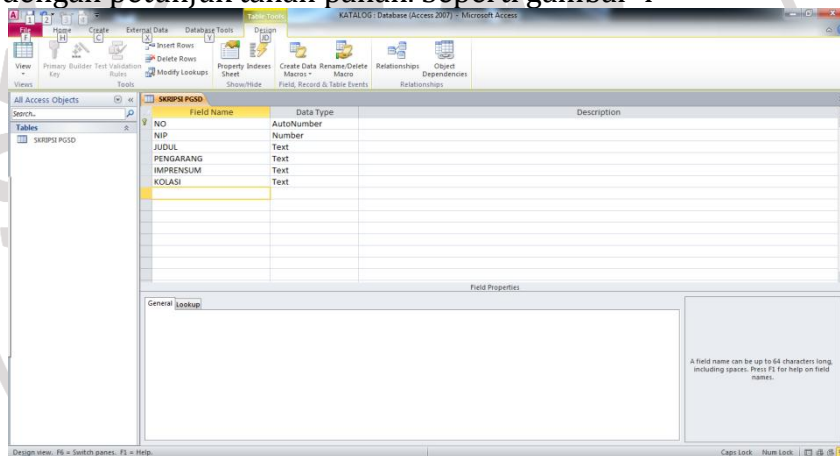 dengan petunjuk tanah panah. Seperti gambar 4
Table Tools
KATALOG : Database (Access 2007) - Microsoft Access
1 2 3 4
File Home Create External Data Database Tools Design
F H C X Y JD
View
Primary Key
Builder
Test Validation Rules
Insert Rows
Delete Rows
Modify Lookups
Property Sheet
Indexes
Create Data Macros
Rename/Delete Macro
Relationships
Object Dependencies
Views
Tools
Show/Hide
Field, Record & Table Events
Relationships
All Access Objects
Search..
Tables
SKRIPSI PGSD
SKRIPSI PGSD
Field Name Data Type Description
NO AutoNumber
NIP Number
JUDUL Text
PENGARANG Text
IMPRENSUM Text
KOLASI Text
Field Properties
General Lookup
A field name can be up to 64 characters long,
including spaces. Press F1 for help on field
names.
Design view. F6 = Switch panes. F1 = Help.
Caps Lock Num Lock